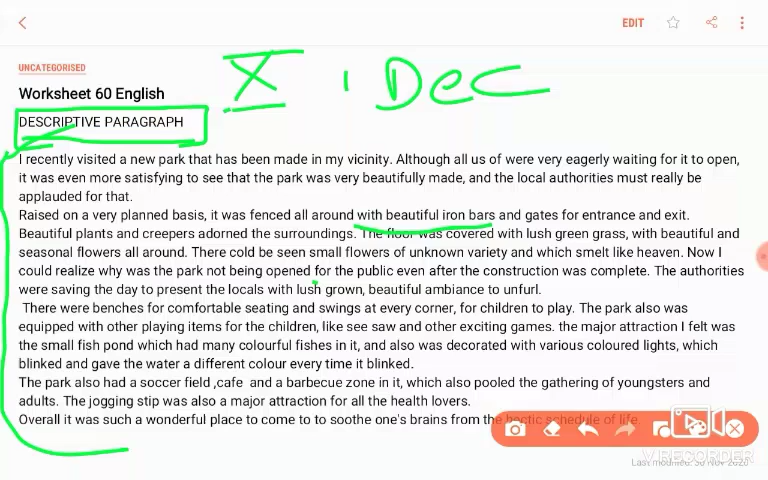 EDIT
UNCATEGORISED
X , Dec
Worksheet 60 English
DESCRIPTIVE PARAGRAPH
I recently visited a new park that has been made in my vicinity. Although all us of were very eagerly waiting for it to open,
it was even more satisfying to see that the park was very beautifully made, and the local authorities must really be
applauded for that.
Raised on a very planned basis, it was fenced all around with beautiful iron bars and gates for entrance and exit.
Beautiful plants and creepers adorned the surroundings. The floor was covered with lush green grass, with beautiful and
seasonal flowers all around. There cold be seen small flowers of unknown variety and which smelt like heaven. Now I
could realize why was the park not being opened for the public even after the construction was complete. The authorities
were saving the day to present the locals with lush grown, beautiful ambiance to unfurl.
There were benches for comfortable seating and swings at every corner, for children to play. The park also was
equipped with other playing items for the children, like see saw and other exciting games. the major attraction I felt was
the small fish pond which had many colourful fishes in it, and also was decorated with various coloured lights, which
blinked and gave the water a different colour every time it blinked.
The park also had a soccer field ,cafe and a barbecue zone in it, which also pooled the gathering of youngsters and
adults. The jogging stip was also a major attraction for all the health lovers.
Overall it was such a wonderful place to come to to soothe one's brains from the hectic schedule of life.
V RECORDER
Last modified: 30 Nov 2020